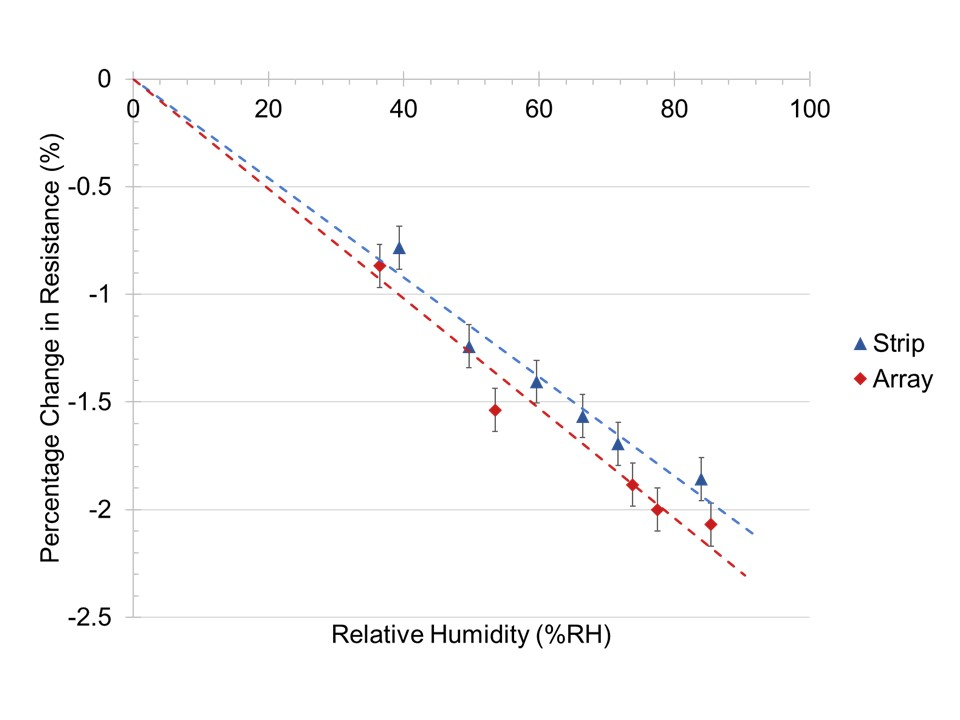 0
0 20 40 60 80 100
-0.5
-1
-1.5
-2
-2.5
Percentage Change in Resistance (%)
Relative Humidity (%RH)
Strip
Array